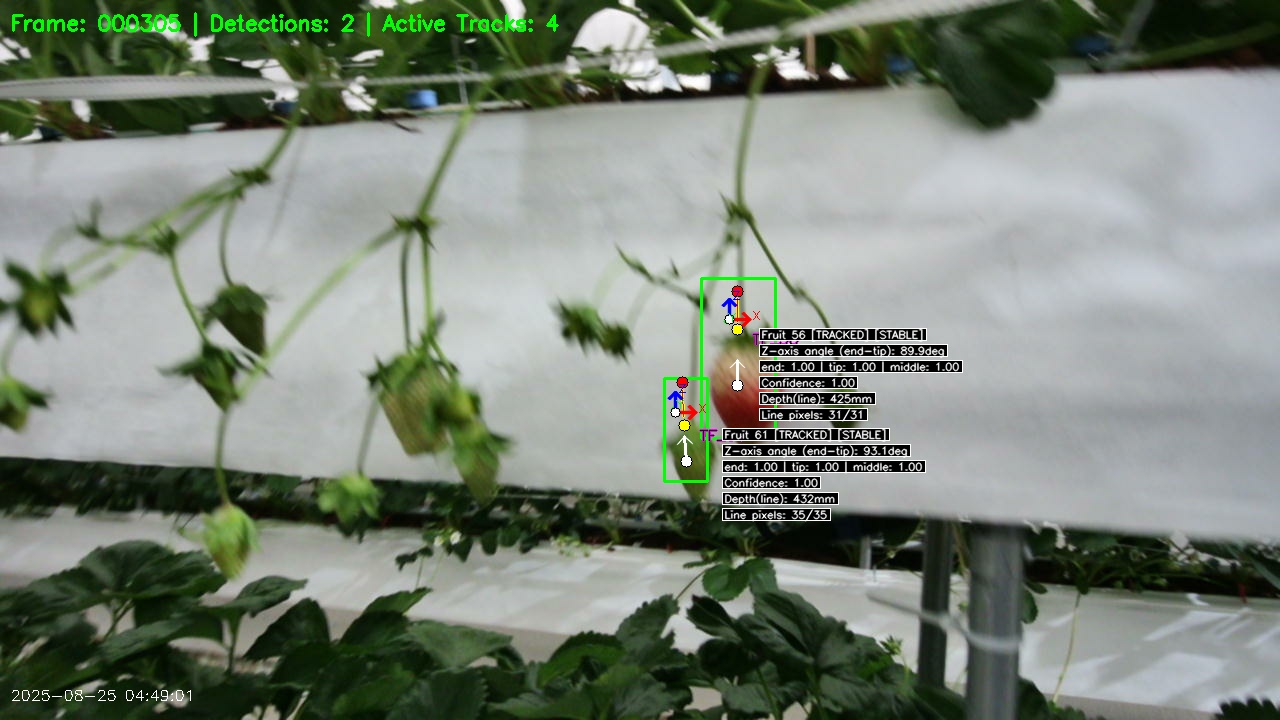 Frame: 000305 | Detections: 2 | Active Tracks: 4
X
Fruit 56 [TRACKED] [STABLE]
Z-axis angle (end-tip): 89.9deg
end: 1.00 | tip: 1.00 | middle: 1.00
Confidence: 1.00
Depth(line): 425mm
Line pixels: 31/31
X
Fruit 61 [TRACKED] [STABLE]
Z-axis angle (end-tip): 93.1deg
end: 1.00 | tip: 1.00 | middle: 1.00
Confidence: 1.00
Depth(line): 432mm
Line pixels: 35/35
2025-08-25 04:49:01